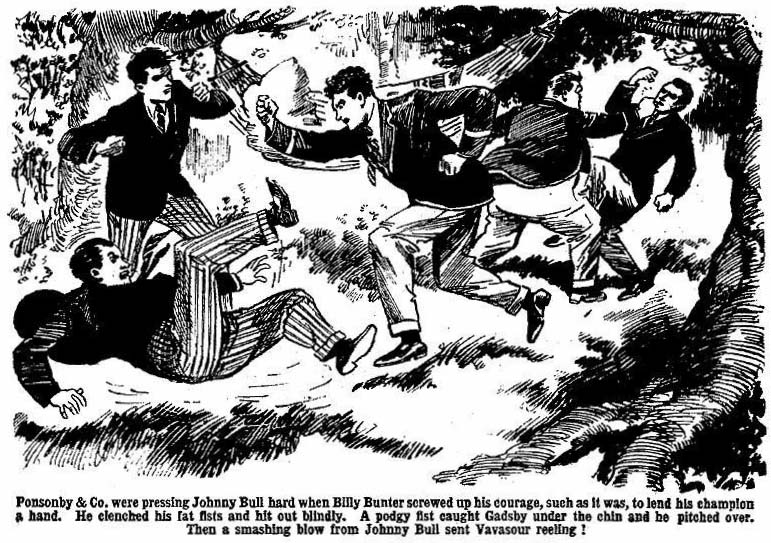 Ponsonby & Co. were pressing Johnny Bull hard when Billy Bunter screwed up his courage, such as it was, to lend his champion
a hand. He clenched his fat fists and hit out blindly. A podgy fist caught Gadsby under the chin and he pitched over.
Then a smashing blow from Johnny Bull sent Vavasour reeling !